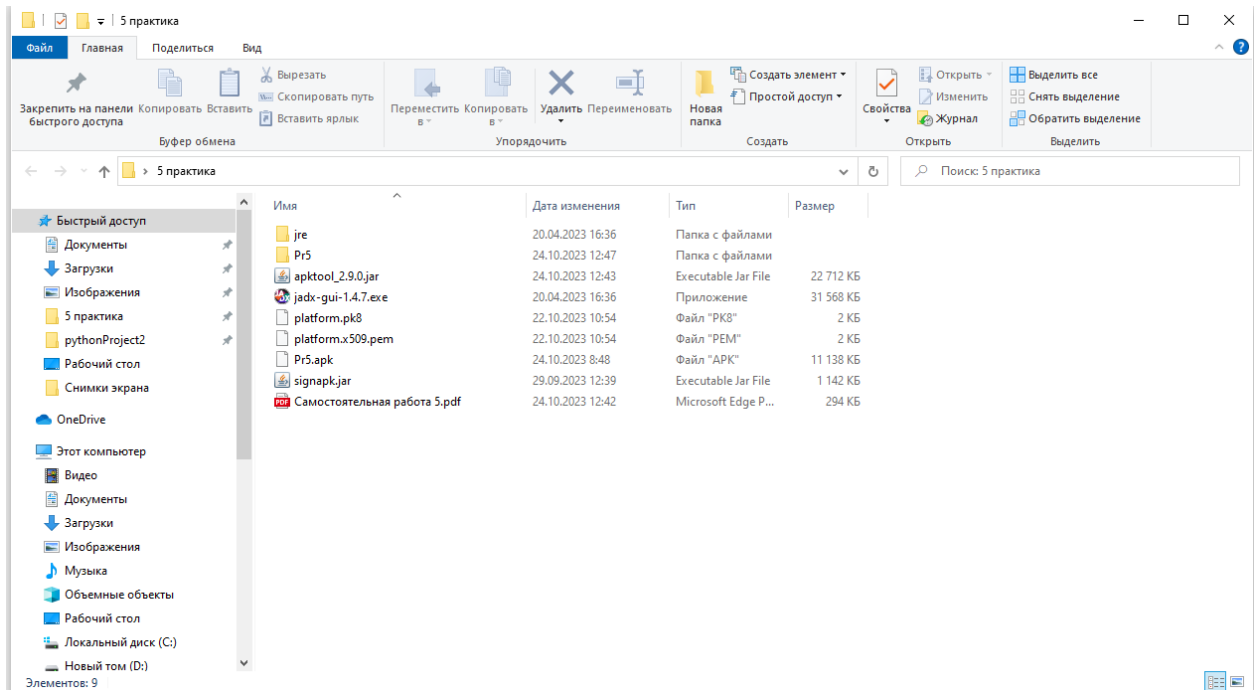 5 практика
Файл Главная Поделиться Вид
Закрепить на панели быстрого доступа
Копировать
Вставить
Вырезать
Скопировать путь
Вставить ярлык
Буфер обмена
Переместить в
Копировать в
Удалить
Переименовать
Упорядочить
Новая папка
Создать элемент
Простой доступ
Создать
Свойства
Открыть
Изменить
Журнал
Открыть
Выделить все
Снять выделение
Обратить выделение
Выделить
5 практика
Поиск: 5 практика
Быстрый доступ
Документы
Загрузки
Изображения
5 практика
pythonProject2
Рабочий стол
Снимки экрана
OneDrive
Этот компьютер
Видео
Документы
Загрузки
Изображения
Музыка
Объемные объекты
Рабочий стол
Локальный диск (C:)
Новый том (D:)
Имя Дата изменения Тип Размер
jre 20.04.2023 16:36 Папка с файлами
Pr5 24.10.2023 12:47 Папка с файлами
apktool_2.9.0.jar 24.10.2023 12:43 Executable Jar File 22 712 КБ
jadx-gui-1.4.7.exe 20.04.2023 16:36 Приложение 31 568 КБ
platform.pk8 22.10.2023 10:54 Файл "PK8" 2 КБ
platform.x509.pem 22.10.2023 10:54 Файл "PEM" 2 КБ
Pr5.apk 24.10.2023 8:48 Файл "APK" 11 138 КБ
signapk.jar 29.09.2023 12:39 Executable Jar File 1 142 КБ
PDF Самостоятельная работа 5.pdf 24.10.2023 12:42 Microsoft Edge P... 294 КБ
Элементов: 9